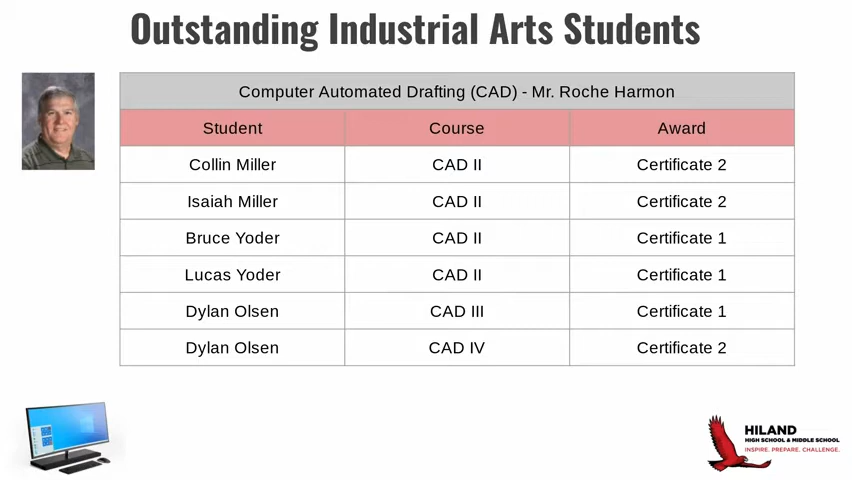 Outstanding Industrial Arts Students
Computer Automated Drafting (CAD) - Mr. Roche Harmon
Student Course Award
Collin Miller CAD II Certificate 2
Isaiah Miller CAD II Certificate 2
Bruce Yoder CAD II Certificate 1
Lucas Yoder CAD II Certificate 1
Dylan Olsen CAD III Certificate 1
Dylan Olsen CAD IV Certificate 2
HILAND
HIGH SCHOOL & MIDDLE SCHOOL
INSPIRE. PREPARE. CHALLENGE.